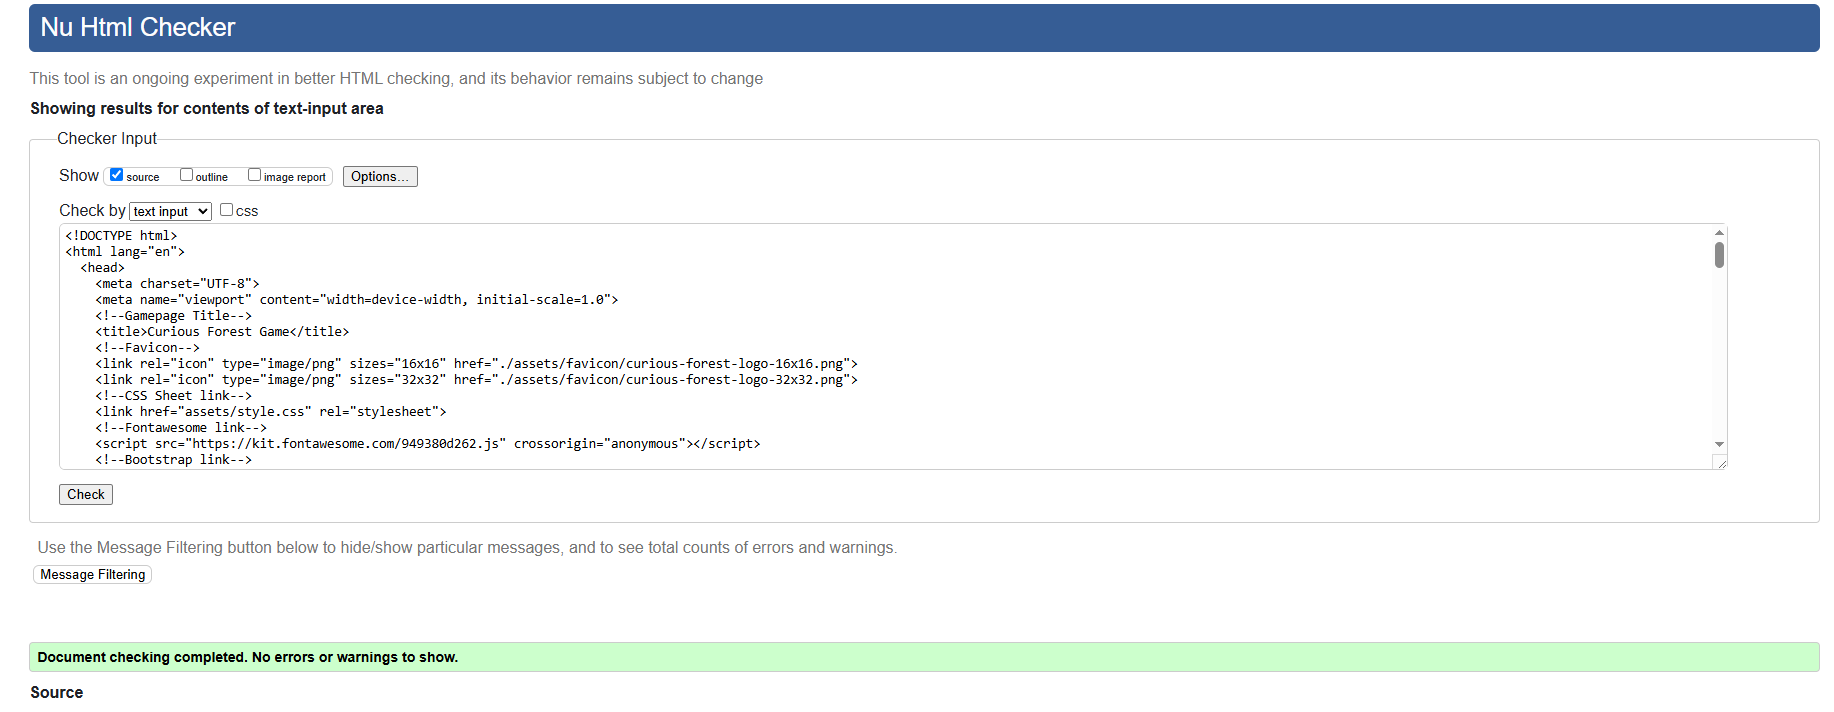 Nu Html Checker
This tool is an ongoing experiment in better HTML checking, and its behavior remains subject to change
Showing results for contents of text-input area
Checker Input
Show source outline image report Options...
Check by text input css
<!DOCTYPE html>
<html lang="en">
<head>
<meta charset="UTF-8">
<meta name="viewport" content="width=device-width, initial-scale=1.0">
<!--Gamepage Title-->
<title>Curious Forest Game</title>
<!--Favicon-->
<link rel="icon" type="image/png" sizes="16x16" href="./assets/favicon/curious-forest-logo-16x16.png">
<link rel="icon" type="image/png" sizes="32x32" href="./assets/favicon/curious-forest-logo-32x32.png">
<!--CSS Sheet link-->
<link href="assets/style.css" rel="stylesheet">
<!--Fontawesome link-->
<script src="https://kit.fontawesome.com/949380d262.js" crossorigin="anonymous"></script>
<!--Bootstrap link-->
Check
Use the Message Filtering button below to hide/show particular messages, and to see total counts of errors and warnings.
Message Filtering
Document checking completed. No errors or warnings to show.
Source